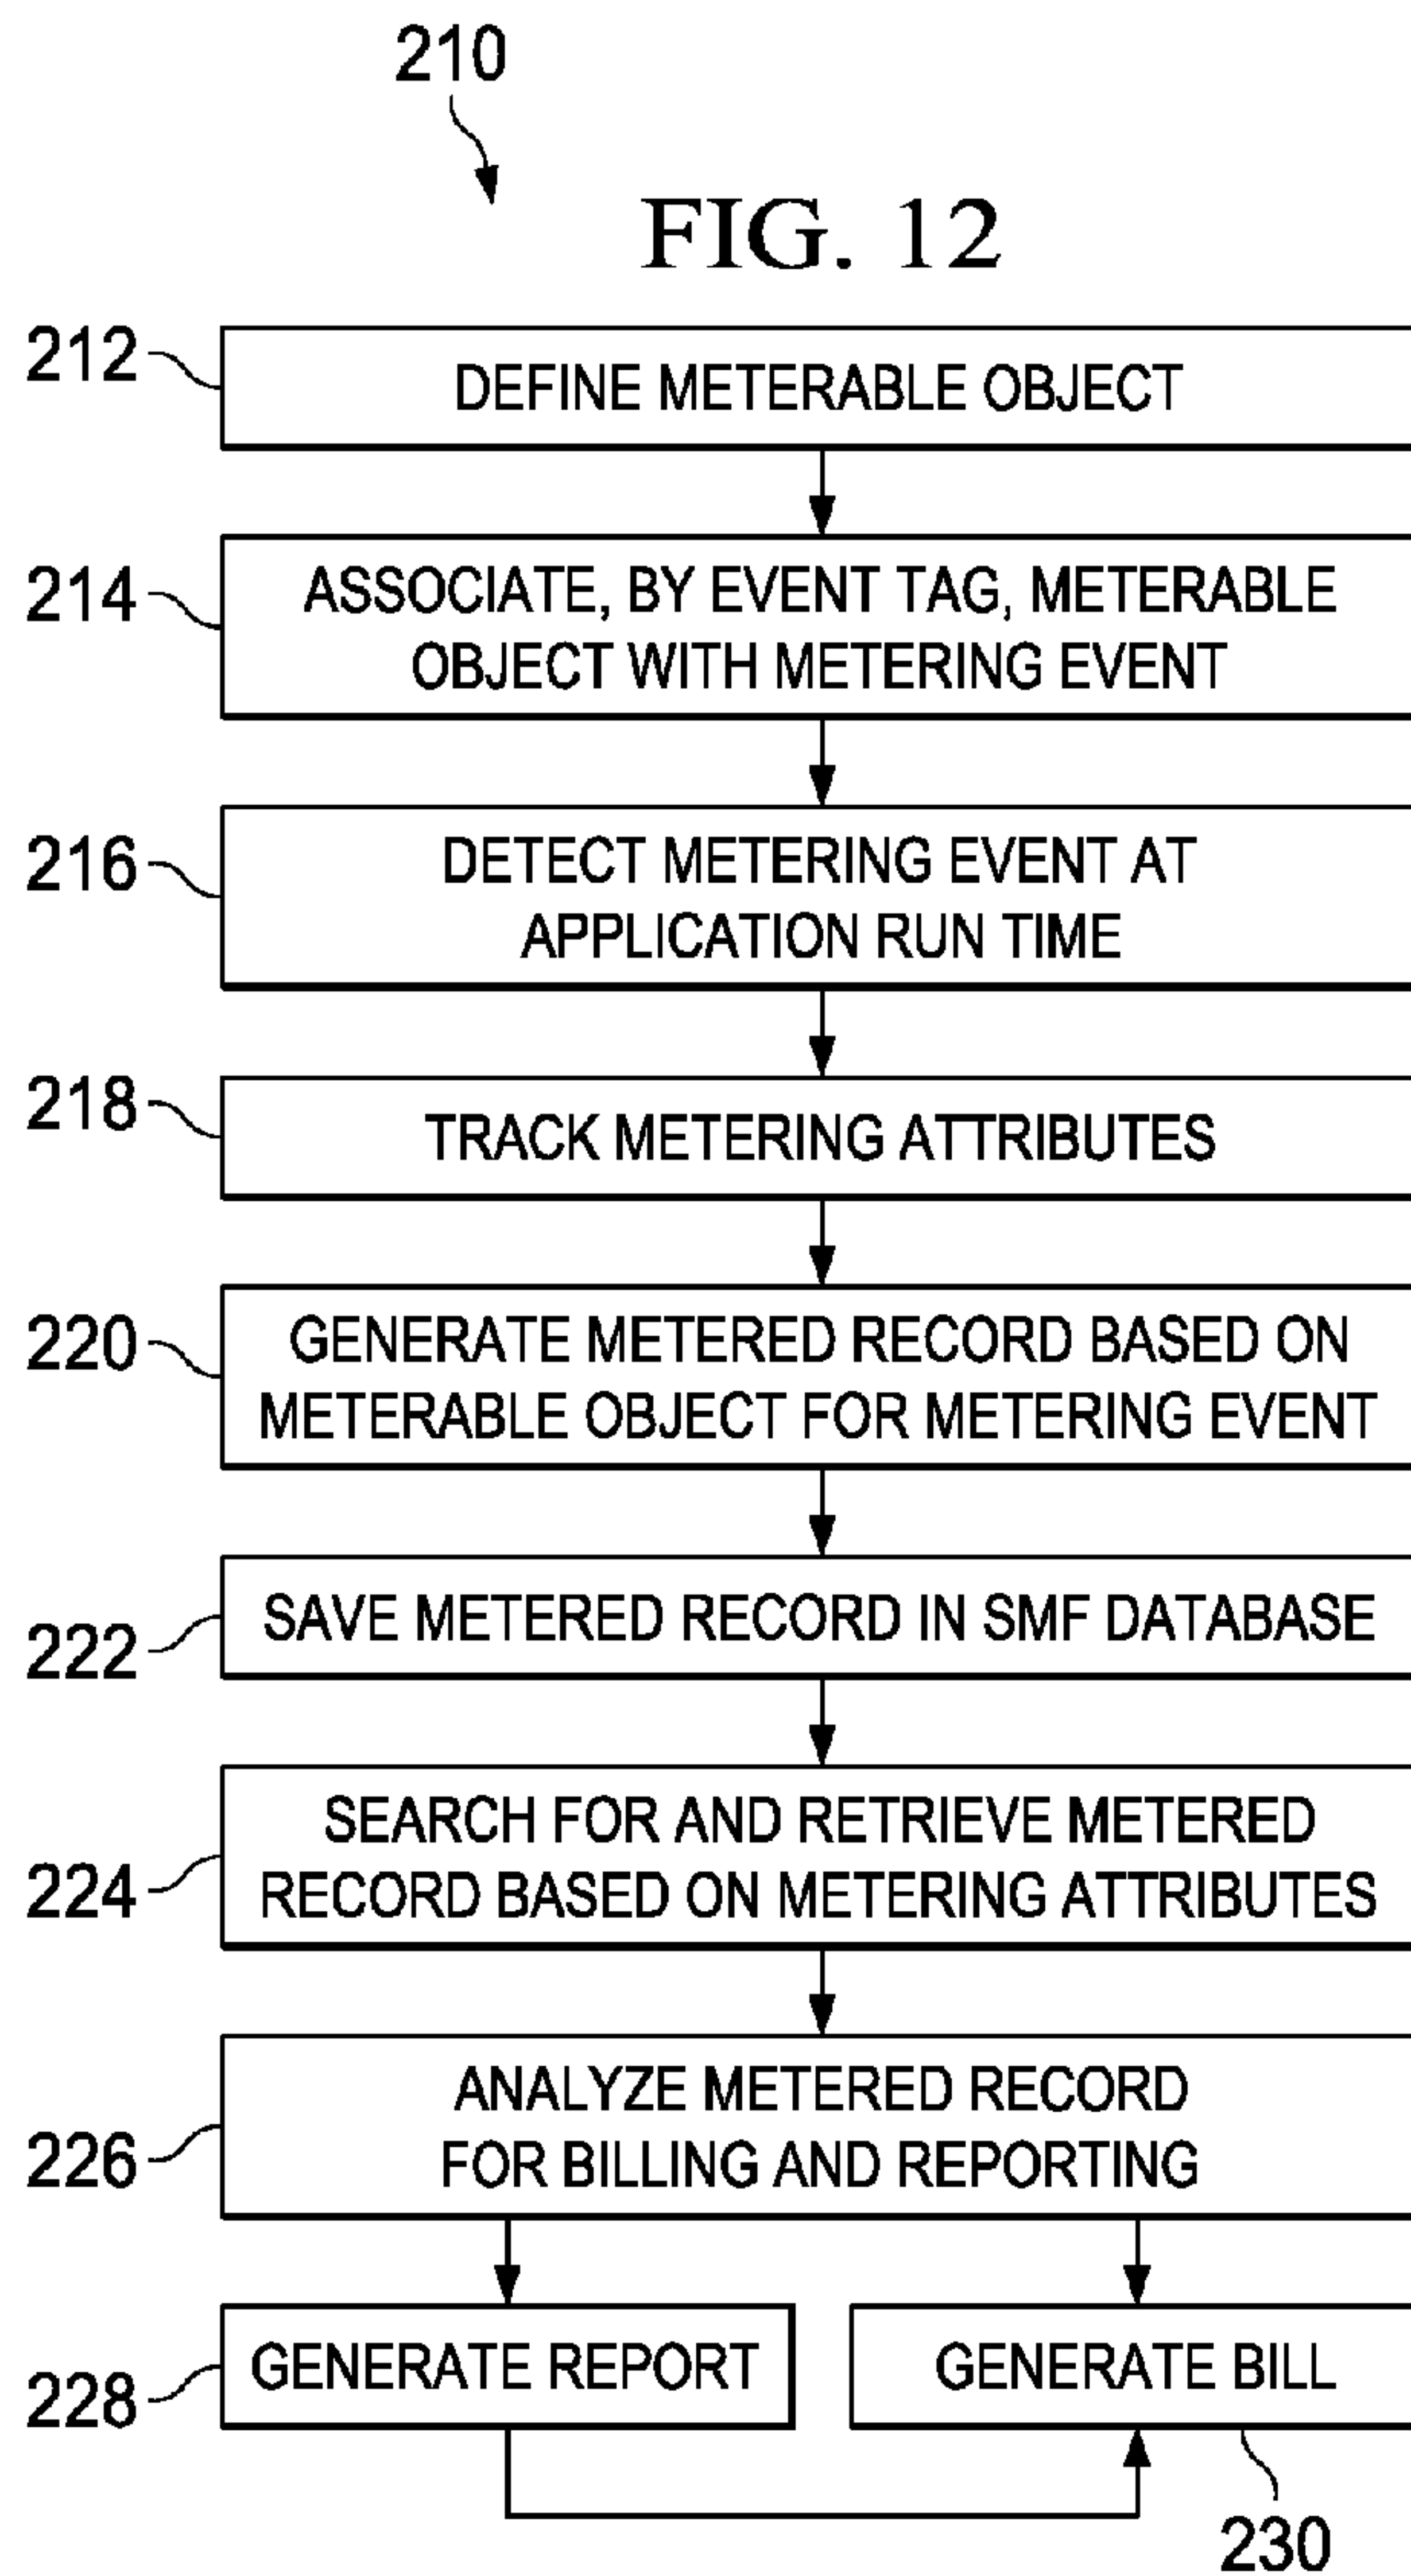 210
FIG. 12
212
DEFINE METERABLE OBJECT
214
ASSOCIATE, BY EVENT TAG, METERABLE
OBJECT WITH METERING EVENT
216
DETECT METERING EVENT AT
APPLICATION RUN TIME
218
TRACK METERING ATTRIBUTES
220
GENERATE METERED RECORD BASED ON
METERABLE OBJECT FOR METERING EVENT
222
SAVE METERED RECORD IN SMF DATABASE
224
SEARCH FOR AND RETRIEVE METERED
RECORD BASED ON METERING ATTRIBUTES
226
ANALYZE METERED RECORD
FOR BILLING AND REPORTING
228
GENERATE REPORT
GENERATE BILL
230